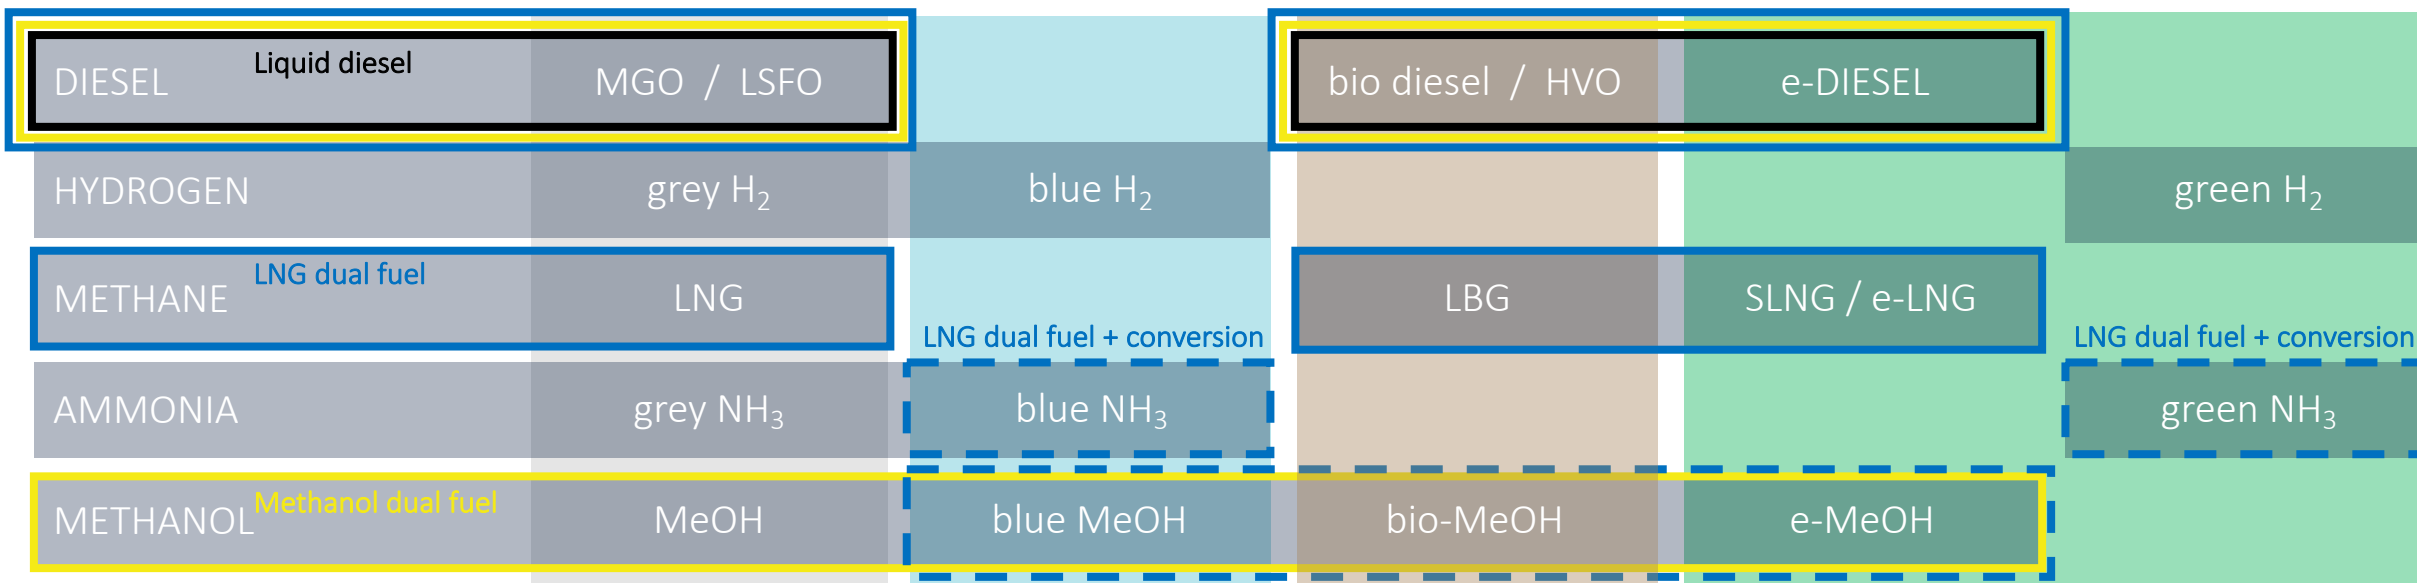 DIESEL Liquid diesel MGO / LSFO bio diesel / HVO e-DIESEL
HYDROGEN grey H₂ blue H₂ green H₂
METHANE LNG dual fuel LNG LBG SLNG / e-LNG
LNG dual fuel + conversion LNG dual fuel + conversion
AMMONIA grey NH₃ blue NH₃ green NH₃
METHANOL Methanol dual fuel MeOH blue MeOH bio-MeOH e-MeOH